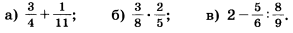 а) 3/4 + 1/11; б) 3/8 · 2/5; в) 2 − 5/6 : 8/9.